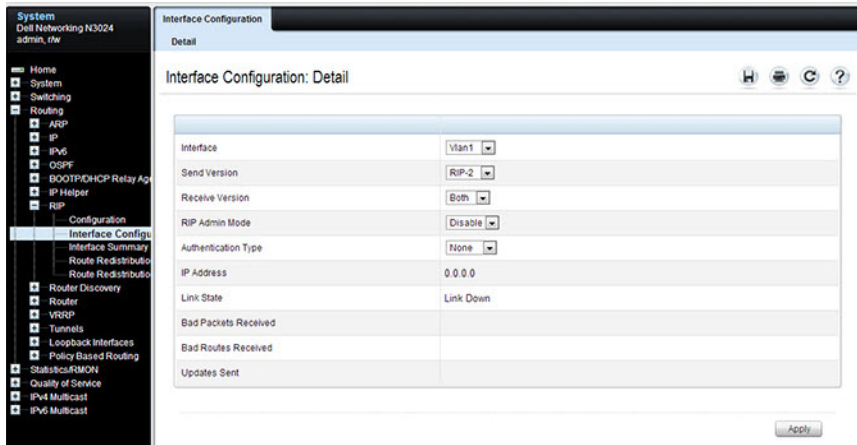 System
Dell Networking N3024
admin, r/w
Home
System
Switching
Routing
ARP
IP
IPv6
OSPF
BOOTP/DHCP Relay Age
IP Helper
RIP
Configuration
Interface Configu
Interface Summary
Route Redistributio
Route Redistributio
Router Discovery
Router
VRRP
Tunnels
Loopback Interfaces
Policy Based Routing
Statistics/RMON
Quality of Service
IPv4 Multicast
IPv6 Multicast
Interface Configuration
Detail
Interface Configuration: Detail
Interface Vlan1
Send Version RIP-2
Receive Version Both
RIP Admin Mode Disable
Authentication Type None
IP Address 0.0.0.0
Link State Link Down
Bad Packets Received
Bad Routes Received
Updates Sent
Apply